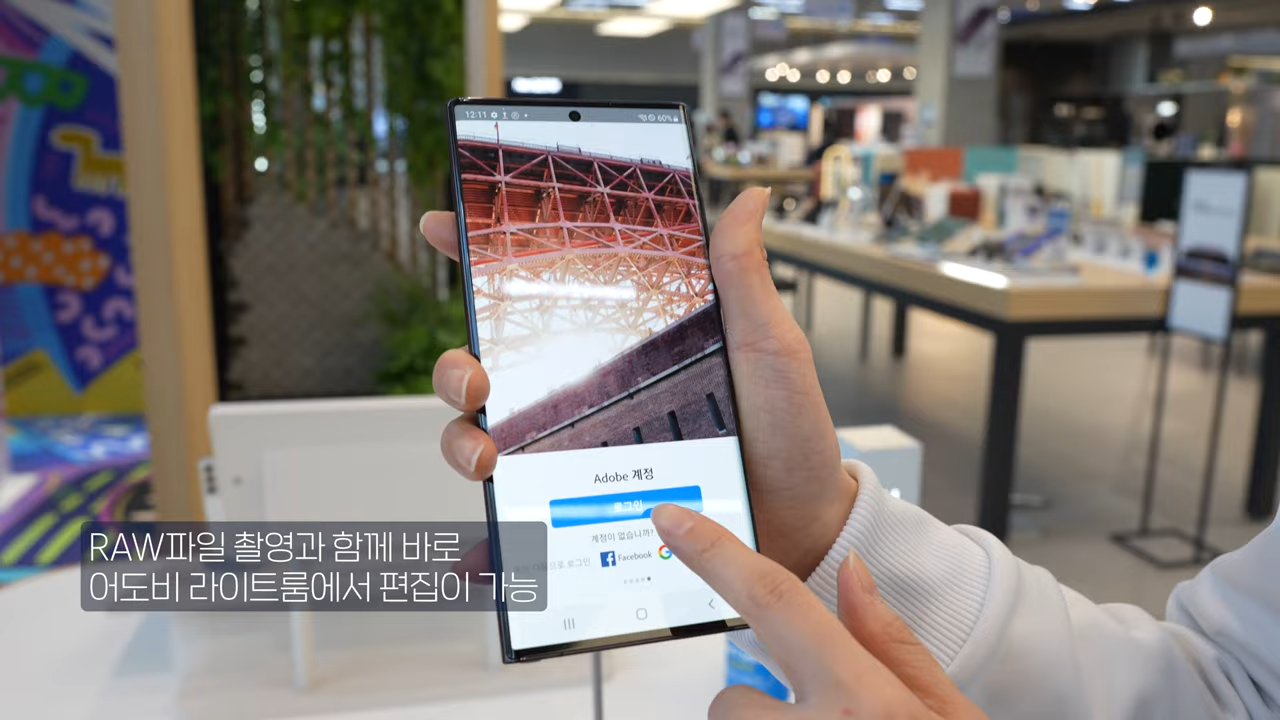 12:11
60%
Adobe 계정
로그인
계정이 없습니까?
Facebook
RAW파일 촬영과 함께 바로
어도비 라이트룸에서 편집이 가능